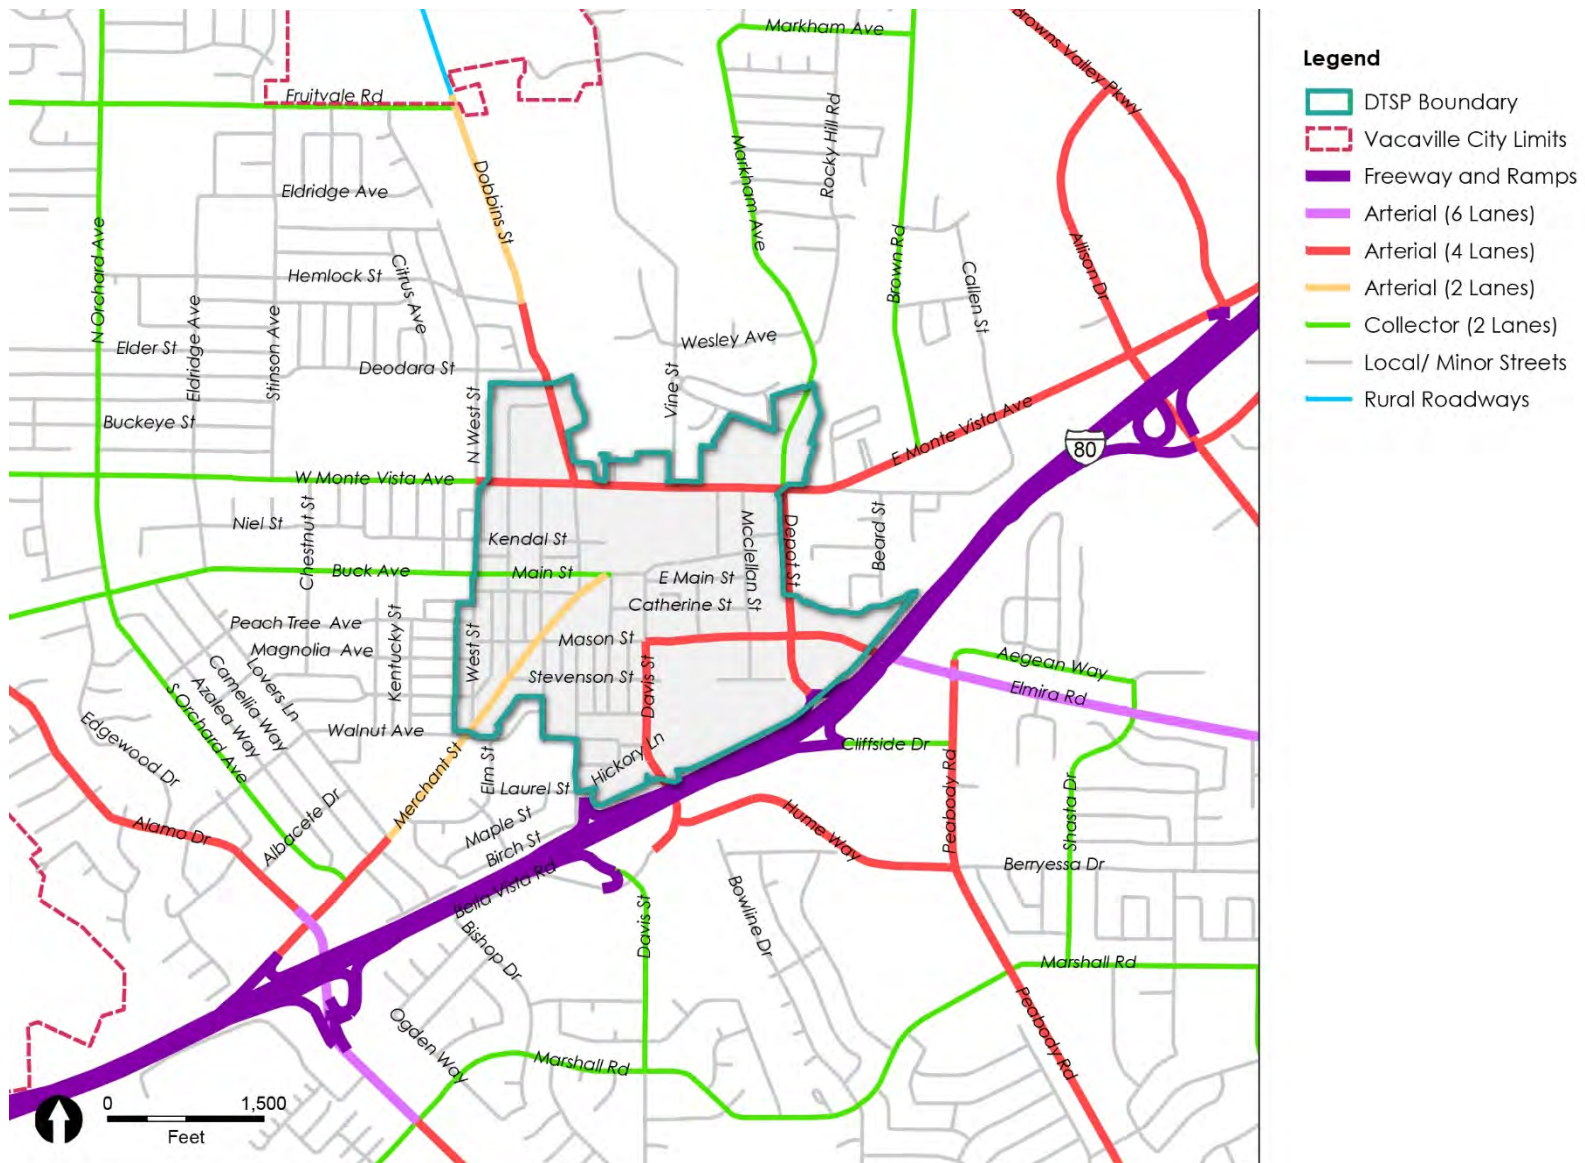 Markham Ave
Browns Valley Pkwy
Fruitvale Rd
Dobbins St
Markham Ave
Rocky Hill Rd
Eldridge Ave
N Orchard Ave
Hemlock St
Citrus Ave
Brown Rd
Callen St
Allison Dr
Elder St
Eldridge Ave
Stinson Ave
Deodara St
Wesley Ave
Vine St
N West St
Buckeye St
E Monte Vista Ave
80
W Monte Vista Ave
Niel St
Chestnut St
Kendal St
Mcclellan St
Depot St
Beard St
Buck Ave
Main St
E Main St
Catherine St
Peach Tree Ave
Magnolia Ave
Kentucky St
West St
Mason St
Stevenson St
Davis St
Aegean Way
Elmira Rd
Lovers Ln
Camellia Way
Azalea Way
S Orchard Ave
Edgewood Dr
Walnut Ave
Merchant St
Elm St
Hickory Ln
Laurel St
Cliffside Dr
Peabody Rd
Shasta Dr
Alamo Dr
Albacete Dr
Maple St
Birch St
Hume Way
Berryessa Dr
Bella Vista Rd
Bishop Dr
Davis St
Bowline Dr
Marshall Rd
Peabody Rd
Ogden Way
Marshall Rd
0 1,500
Feet
Legend
DTSP Boundary
Vacaville City Limits
Freeway and Ramps
Arterial (6 Lanes)
Arterial (4 Lanes)
Arterial (2 Lanes)
Collector (2 Lanes)
Local/ Minor Streets
Rural Roadways